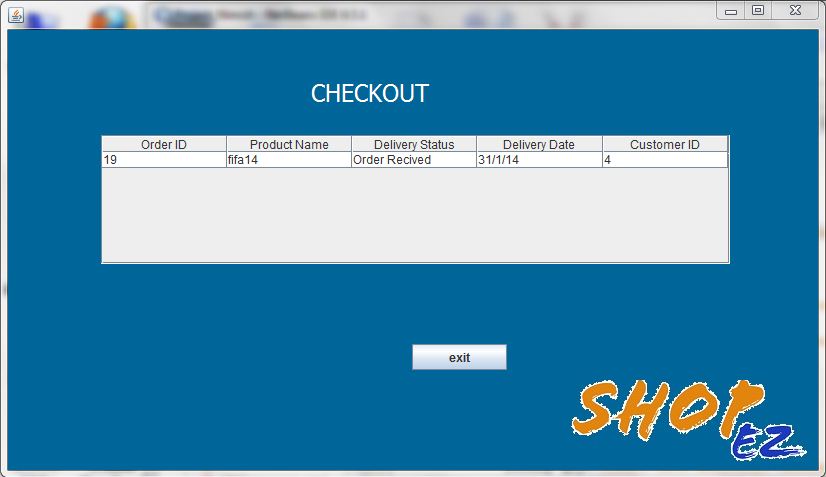 CHECKOUT
Order ID Product Name Delivery Status Delivery Date Customer ID
19 fifa14 Order Recived 31/1/14 4
exit
SHOP
EZ